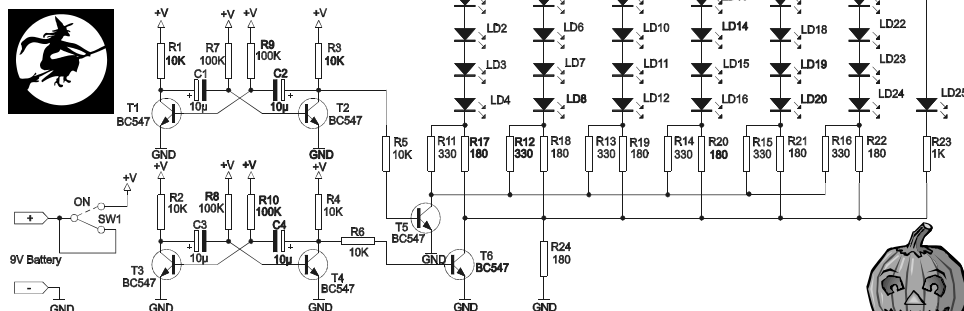 +V +V +V +V
R1 10K
R7 100K
R9 100K
R3 10K
C1 + 10µ
C2 + 10µ
T1 BC547
T2 BC547
GND GND
+V +V +V +V
R2 10K
R8 100K
R10 100K
R4 10K
C3 + 10µ
C4 + 10µ
T3 BC547
T4 BC547
GND GND
+V
ON
SW1
+
9V Battery
-
GND
R5 10K
R6 10K
T5 BC547
GND
T6 BC547
GND
R24 180
GND
LD2 LD6 LD10 LD14 LD18 LD22
LD3 LD7 LD11 LD15 LD19 LD23
LD4 LD8 LD12 LD16 LD20 LD24 LD25
R11 330
R17 180
R12 330
R18 180
R13 330
R19 180
R14 330
R20 180
R15 330
R21 180
R16 330
R22 180
R23 1K